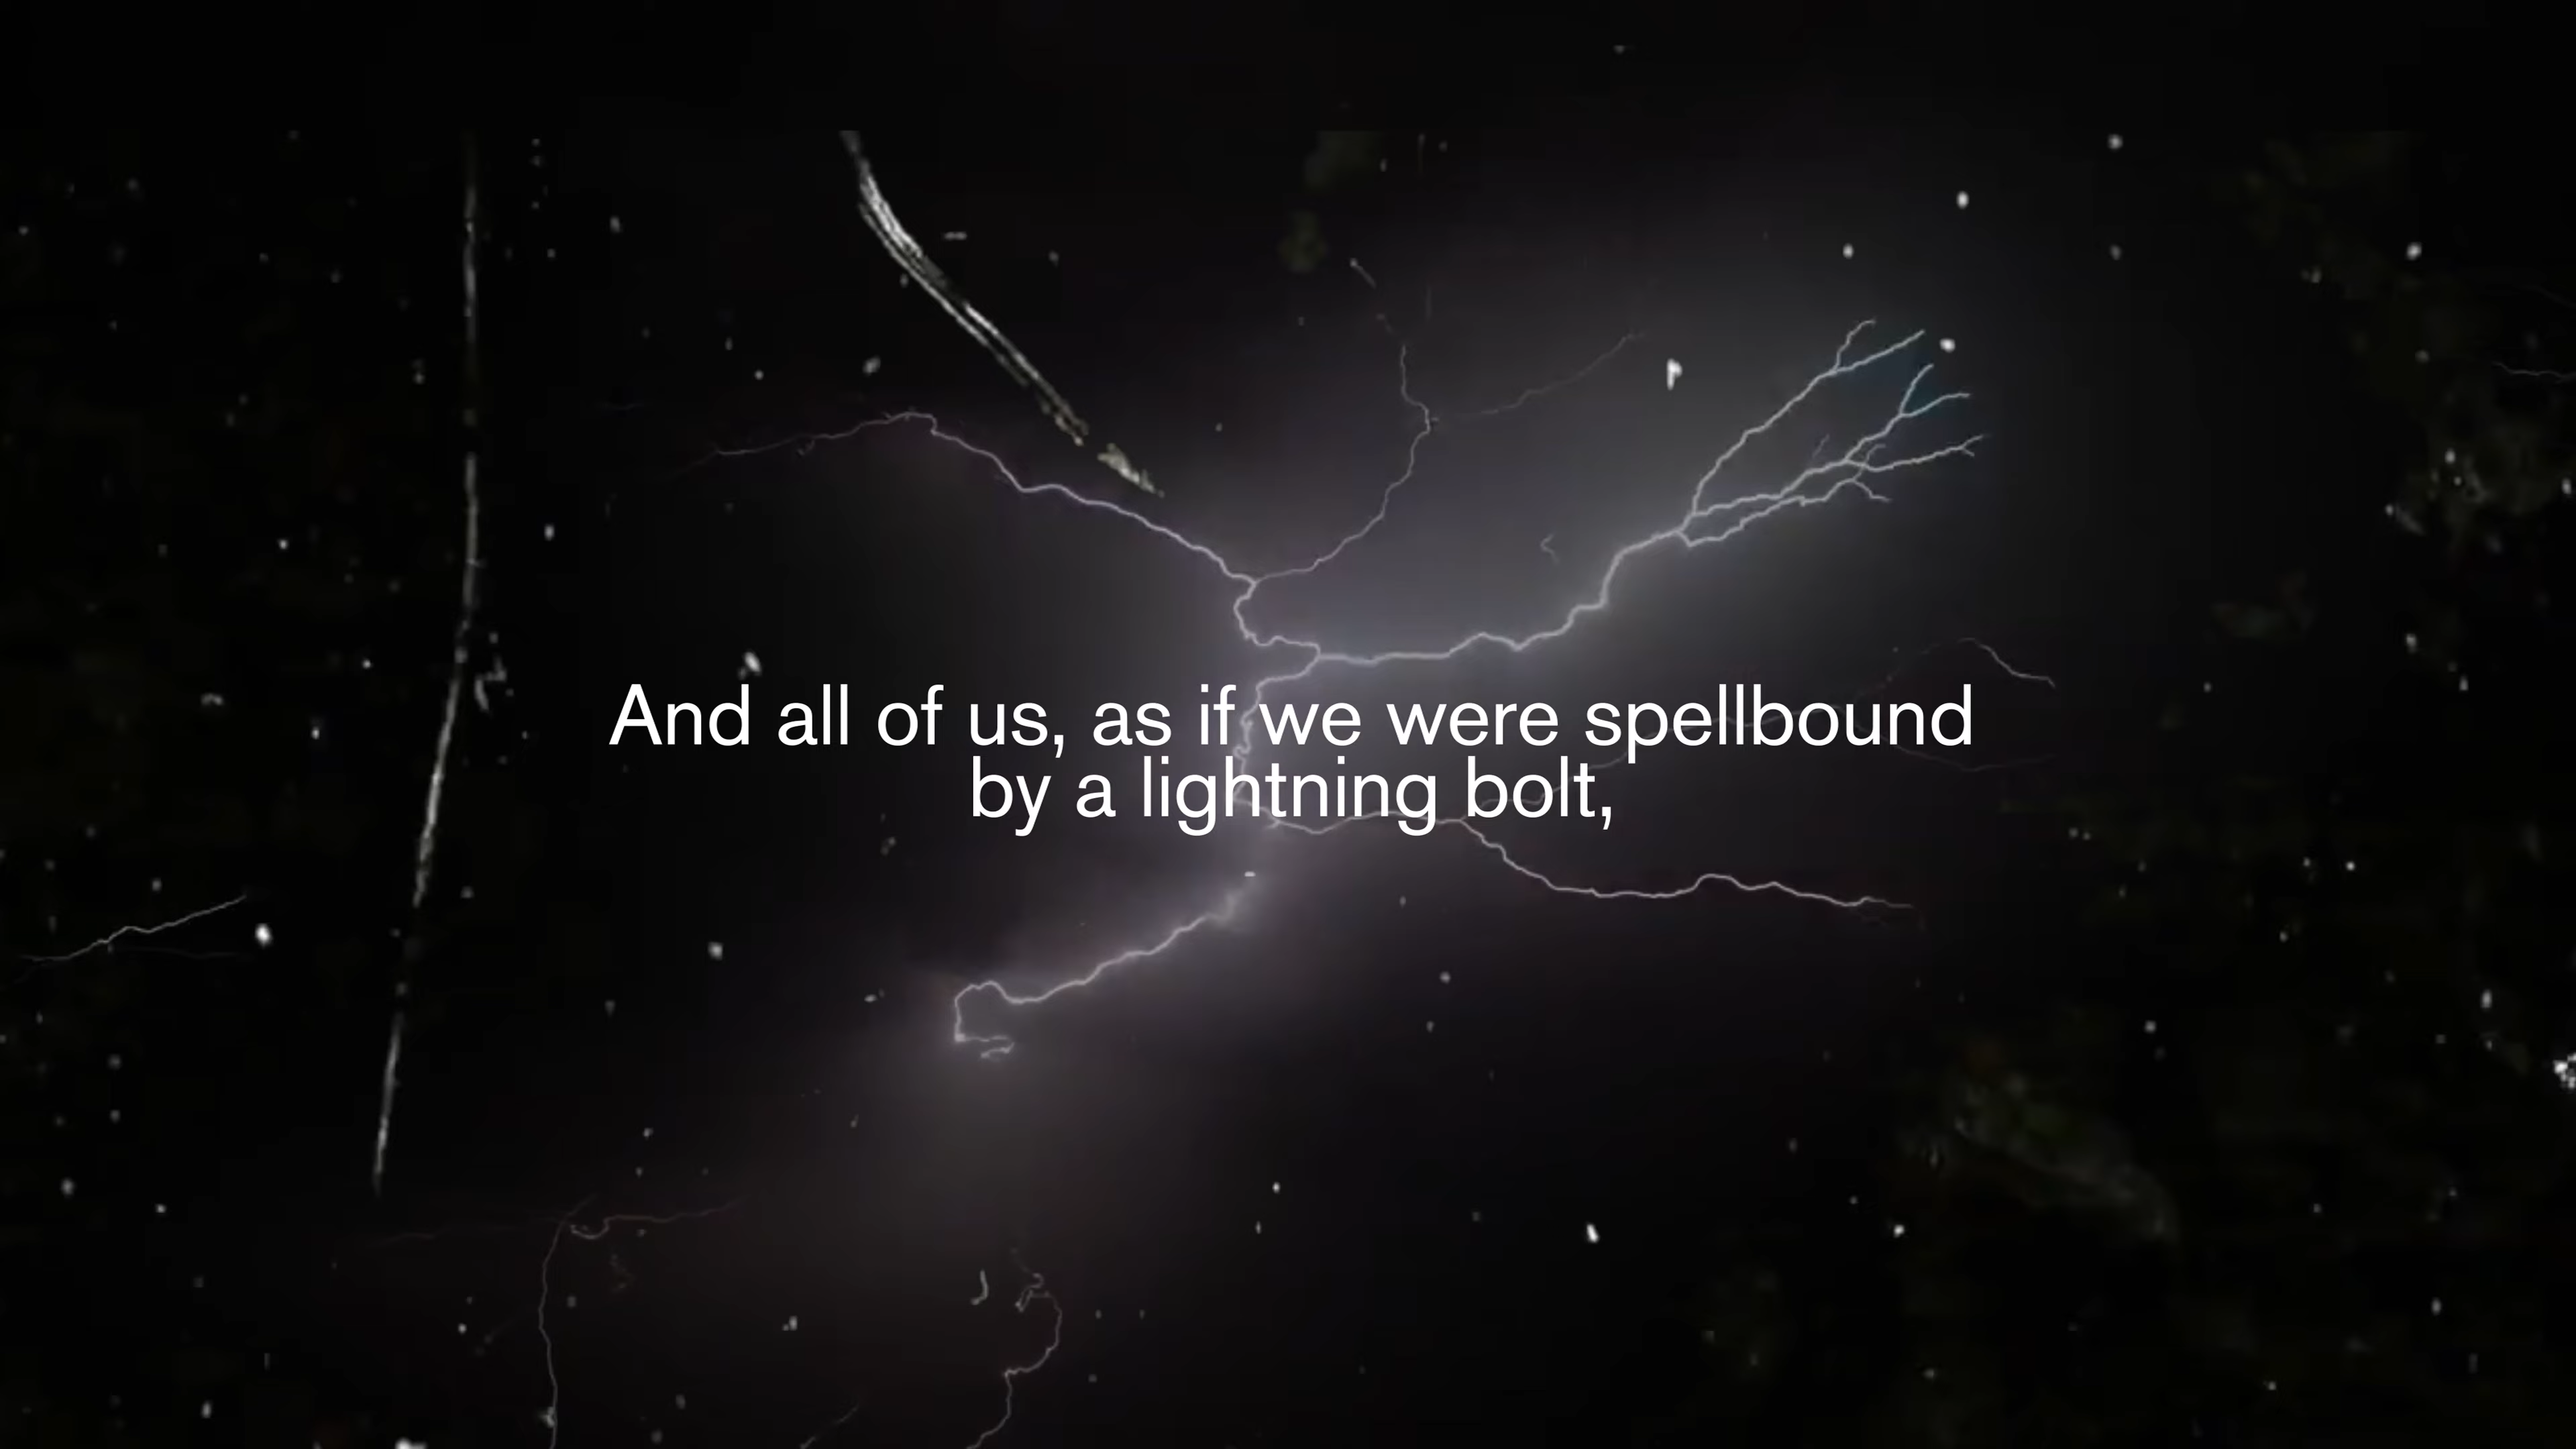 And all of us, as if we were spellbound
by a lightning bolt,